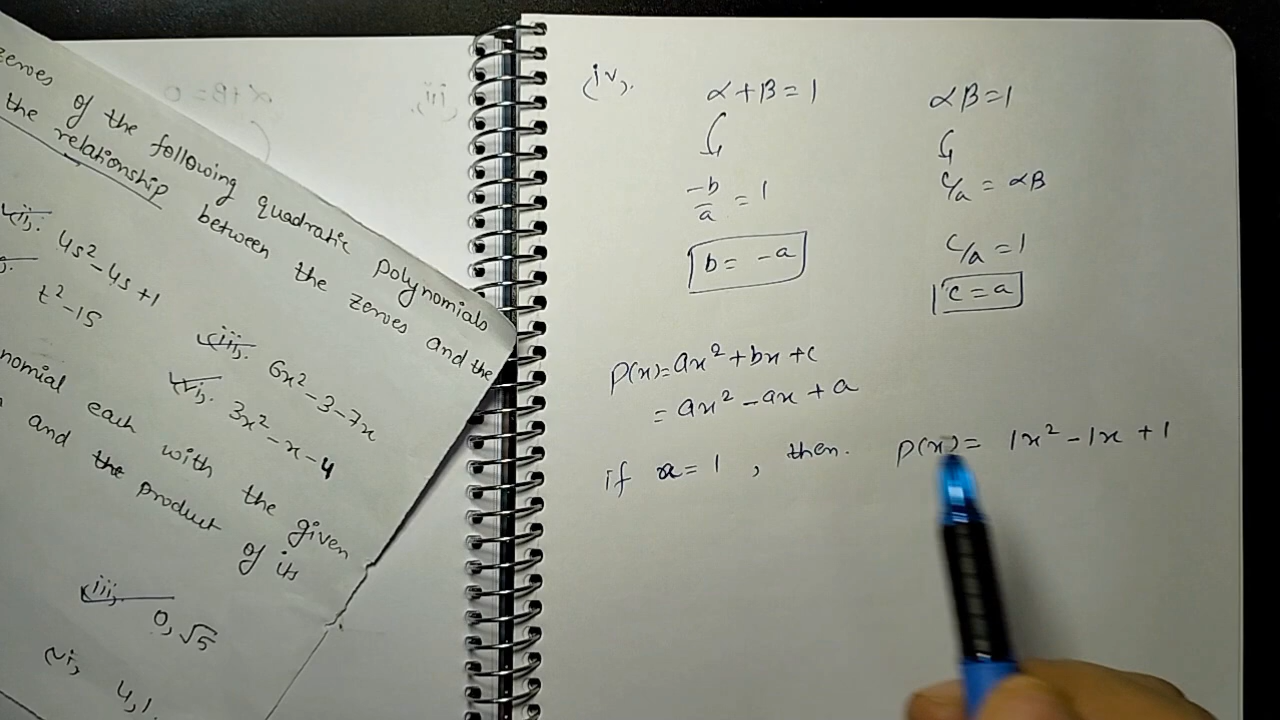 zeroes of the following quadratic polynomials
the relationship between the zeroes and the
(ii). 4s² - 4s + 1
(iii). 6x² - 3 - 7x
t² - 15
(vi). 3x² - x - 4
nomial each with the given
and the product of its
(iii). 0, √5
(vi), 4, 1.
(iii). α+β = 0
(iv). α + β = 1 αβ = 1
-b/a = 1 c/a = αβ
b = -a c/a = 1
c = a
P(x) = ax² + bx + c
= ax² - ax + a
if a = 1, then. P(x) = 1x² - 1x + 1